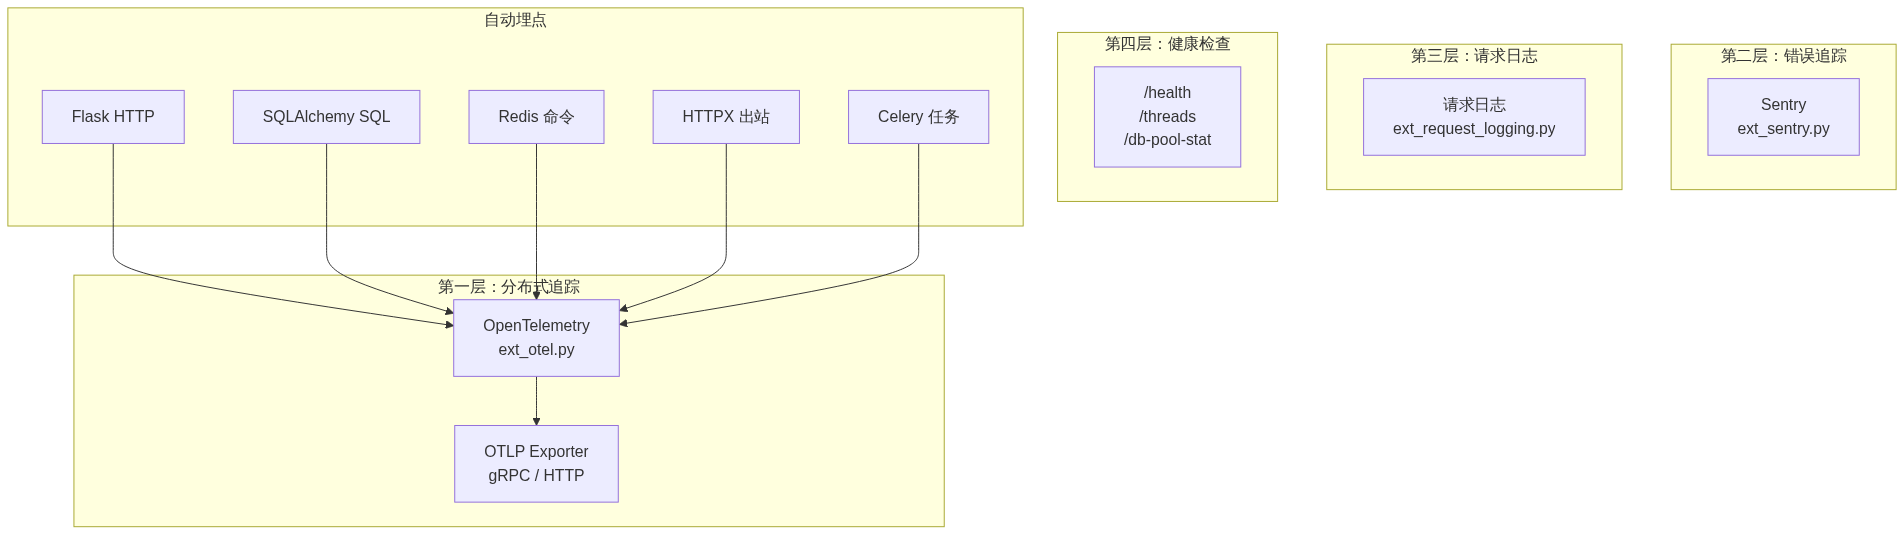 自动埋点
Flask HTTP
SQLAlchemy SQL
Redis 命令
HTTPX 出站
Celery 任务
第一层：分布式追踪
OpenTelemetry
ext_otel.py
OTLP Exporter
gRPC / HTTP
第四层：健康检查
/health
/threads
/db-pool-stat
第三层：请求日志
请求日志
ext_request_logging.py
第二层：错误追踪
Sentry
ext_sentry.py